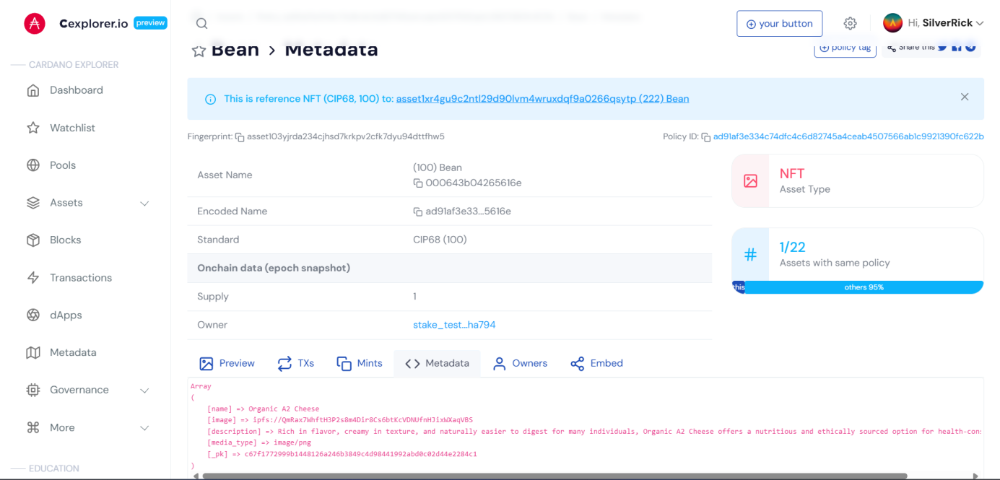 Cexplorer.io preview
your button
Hi, SilverRick
CARDANO EXPLORER
Dashboard
Watchlist
Pools
Assets
Blocks
Transactions
dApps
Metadata
Governance
More
EDUCATION
Bean > Metadata
policy tag
Share this
This is reference NFT (CIP68, 100) to: asset1xr4gu9c2ntl29d90lvm4wruxdqf9a0266qsytp (222) Bean
Fingerprint: asset103yjrda234cjhsd7krkpv2cfk7dyu94dttfhw5
Policy ID: ad91af3e334c74dfc4c6d82745a4ceab4507566ab1c9921390fc622b
Asset Name
(100) Bean
000643b04265616e
Encoded Name
ad91af3e33...5616e
Standard
CIP68 (100)
Onchain data (epoch snapshot)
Supply
1
Owner
stake_test...ha794
NFT
Asset Type
#
1/22
Assets with same policy
this
others 95%
Preview
TXs
Mints
Metadata
Owners
Embed
Array
(
[name] => Organic A2 Cheese
[image] => ipfs://QmRax7WhftH3P2s8m4Dir8Cs6btKcVDNUfnHJixWXaqVBS
[description] => Rich in flavor, creamy in texture, and naturally easier to digest for many individuals, Organic A2 Cheese offers a nutritious and ethically sourced option for health-con
[media_type] => image/png
[_pk] => c67f1772999b1448126a246b3849c4d98441992abd0c02d44e2284c1
)